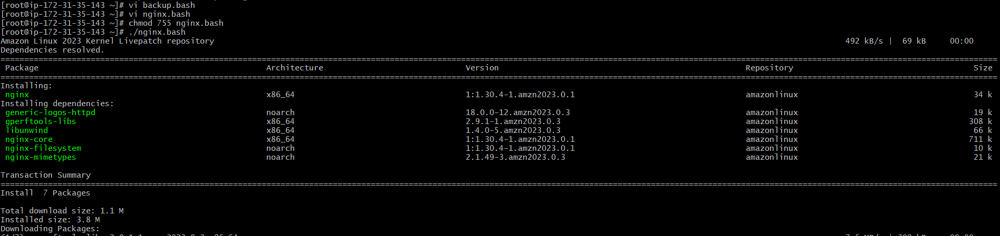 [root@ip-172-31-35-143 ~]# vi backup.bash
[root@ip-172-31-35-143 ~]# vi nginx.bash
[root@ip-172-31-35-143 ~]# chmod 755 nginx.bash
[root@ip-172-31-35-143 ~]# ./nginx.bash
Amazon Linux 2023 Kernel Livepatch repository 492 kB/s | 69 kB 00:00
Dependencies resolved.
Package Architecture Version Repository Size
Installing:
nginx x86_64 1:1.30.4-1.amzn2023.0.1 amazonlinux 34 k
Installing dependencies:
generic-logos-httpd noarch 18.0.0-12.amzn2023.0.3 amazonlinux 19 k
gperftools-libs x86_64 2.9.1-1.amzn2023.0.3 amazonlinux 308 k
libunwind x86_64 1.4.0-5.amzn2023.0.3 amazonlinux 66 k
nginx-core x86_64 1:1.30.4-1.amzn2023.0.1 amazonlinux 711 k
nginx-filesystem noarch 1:1.30.4-1.amzn2023.0.1 amazonlinux 10 k
nginx-mimetypes noarch 2.1.49-3.amzn2023.0.3 amazonlinux 21 k
Transaction Summary
Install 7 Packages
Total download size: 1.1 M
Installed size: 3.8 M
Downloading Packages: